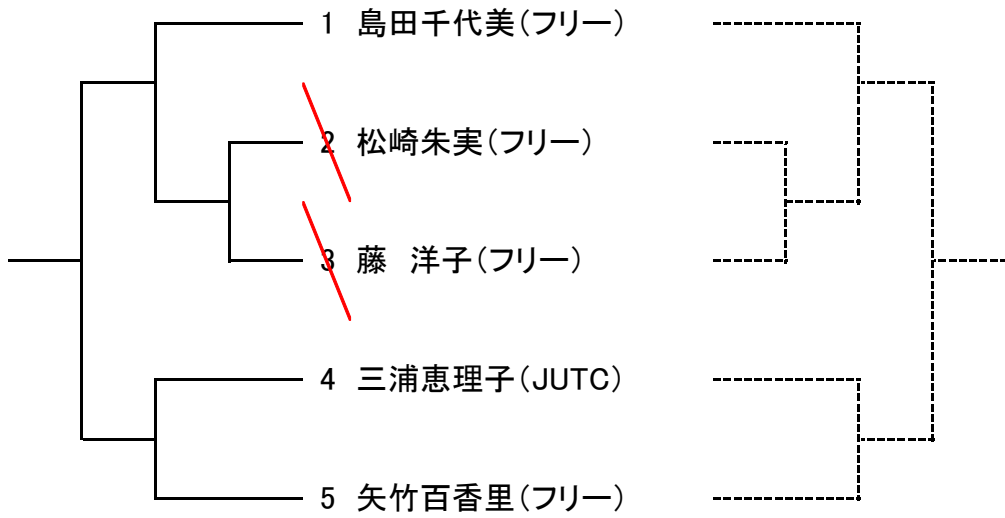 1 島田千代美(フリー)
2 松崎朱実(フリー)
3 藤　洋子(フリー)
4 三浦恵理子(JUTC)
5 矢竹百香里(フリー)